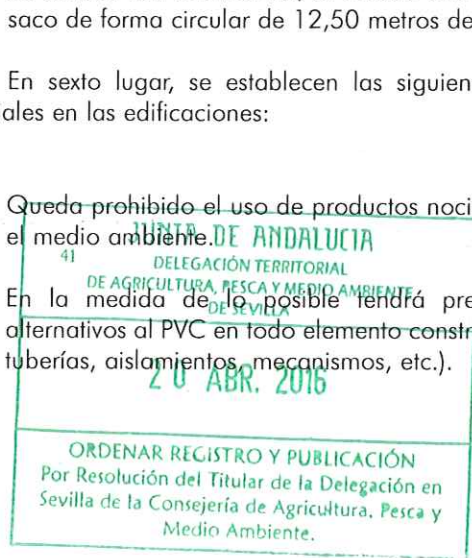 saco de forma circular de 12,50 metros de
En sexto lugar, se establecen las siguien
ales en las edificaciones:
Queda prohibido el uso de productos noci
el medio ambiente.
JUNTA DE ANDALUCIA
41
DELEGACIÓN TERRITORIAL
DE AGRICULTURA, PESCA Y MEDIO AMBIENTE
DE SEVILLA
En la medida de lo posible tendrá pre
alternativos al PVC en todo elemento constr
tuberías, aislamientos, mecanismos, etc.).
20 ABR. 2016
ORDENAR REGISTRO Y PUBLICACIÓN
Por Resolución del Titular de la Delegación en
Sevilla de la Consejería de Agricultura, Pesca y
Medio Ambiente.